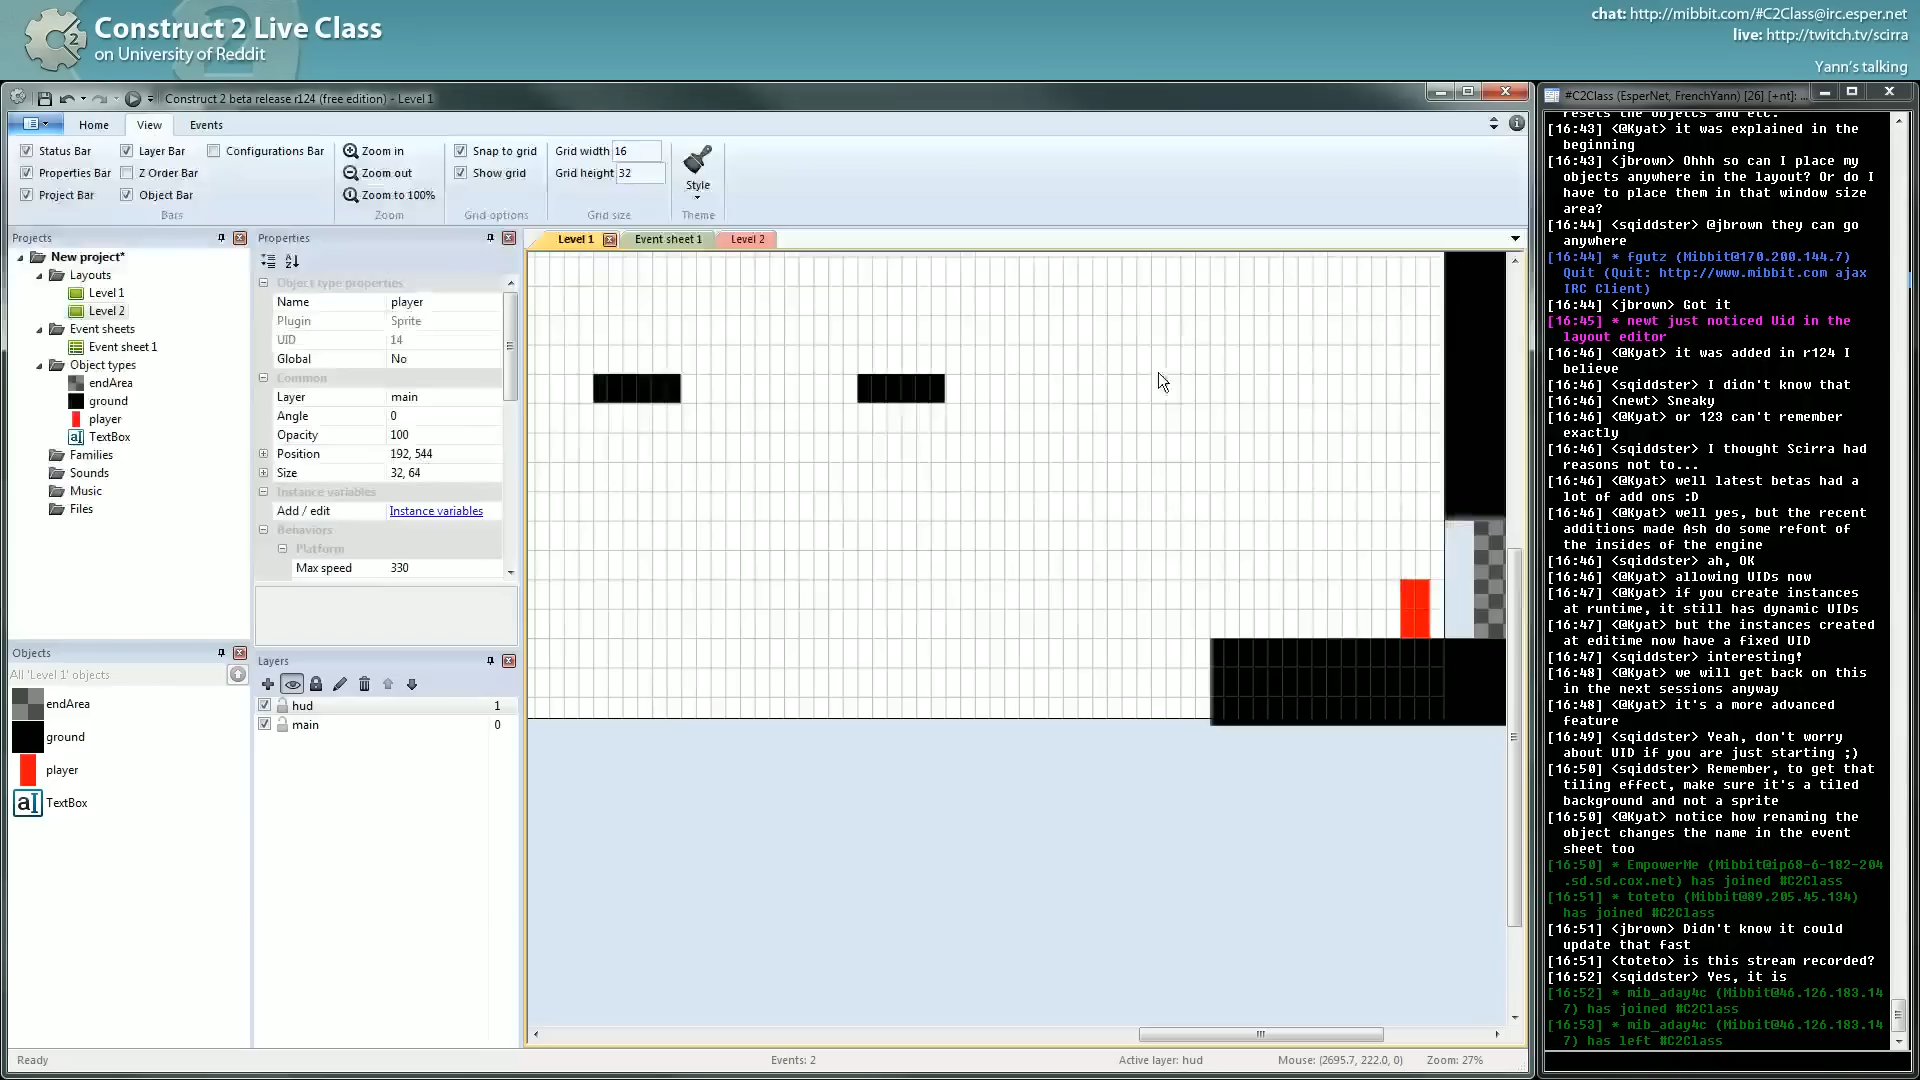 Construct 2 Live Class
on University of Reddit
chat: http://mibbit.com/#C2Class@irc.esper.net
live: http://twitch.tv/scirra
Yann's talking
Construct 2 beta release r124 (free edition) - Level 1
Home View Events
Status Bar Layer Bar Configurations Bar
Properties Bar Z Order Bar
Project Bar Object Bar
Bars
Zoom in
Zoom out
Zoom to 100%
Zoom
Snap to grid
Show grid
Grid options
Grid width 16
Grid height 32
Grid size
Style
Theme
Projects
New project*
Layouts
Level 1
Level 2
Event sheets
Event sheet 1
Object types
endArea
ground
player
TextBox
Families
Sounds
Music
Files
Properties
Object type properties
Name player
Plugin Sprite
UID 14
Global No
Common
Layer main
Angle 0
Opacity 100
Position 192, 544
Size 32, 64
Instance variables
Add / edit Instance variables
Behaviors
Platform
Max speed 330
Level 1 Event sheet 1 Level 2
Objects
All 'Level 1' objects
endArea
ground
player
aI TextBox
Layers
hud 1
main 0
Ready
Events: 2
Active layer: hud
Mouse: (2695.7, 222.0, 0)
Zoom: 27%
#C2Class (EsperNet, FrenchYann) [26] [+nt]: ...
resets the objetcs and etc.
[16:43] <@Kyat> it was explained in the
beginning
[16:43] <jbrown> Ohhh so can I place my
objects anywhere in the layout? Or do I
have to place them in that window size
area?
[16:44] <sqiddster> @jbrown they can go
anywhere
[16:44] * fgutz (Mibbit@170.200.144.7)
Quit (Quit: http://www.mibbit.com ajax
IRC Client)
[16:44] <jbrown> Got it
[16:45] * newt just noticed Uid in the
layout editor
[16:46] <@Kyat> it was added in r124 I
believe
[16:46] <sqiddster> I didn't know that
[16:46] <newt> Sneaky
[16:46] <@Kyat> or 123 can't remember
exactly
[16:46] <sqiddster> I thought Scirra had
reasons not to...
[16:46] <@Kyat> well latest betas had a
lot of add ons :D
[16:46] <@Kyat> well yes, but the recent
additions made Ash do some refont of
the insides of the engine
[16:46] <sqiddster> ah, OK
[16:46] <@Kyat> allowing UIDs now
[16:47] <@Kyat> if you create instances
at runtime, it still has dynamic UIDs
[16:47] <@Kyat> but the instances created
at editime now have a fixed UID
[16:47] <sqiddster> interesting!
[16:48] <@Kyat> we will get back on this
in the next sessions anyway
[16:48] <@Kyat> it's a more advanced
feature
[16:49] <sqiddster> Yeah, don't worry
about UID if you are just starting ;)
[16:50] <sqiddster> Remember, to get that
tiling effect, make sure it's a tiled
background and not a sprite
[16:50] <@Kyat> notice how renaming the
object changes the name in the event
sheet too
[16:50] * EmpowerMe (Mibbit@ip68-6-182-204
.sd.sd.cox.net) has joined #C2Class
[16:51] * toteto (Mibbit@89.205.45.134)
has joined #C2Class
[16:51] <jbrown> Didn't know it could
update that fast
[16:51] <toteto> is this stream recorded?
[16:52] <sqiddster> Yes, it is
[16:52] * mib_aday4c (Mibbit@46.126.183.14
7) has joined #C2Class
[16:53] * mib_aday4c (Mibbit@46.126.183.14
7) has left #C2Class